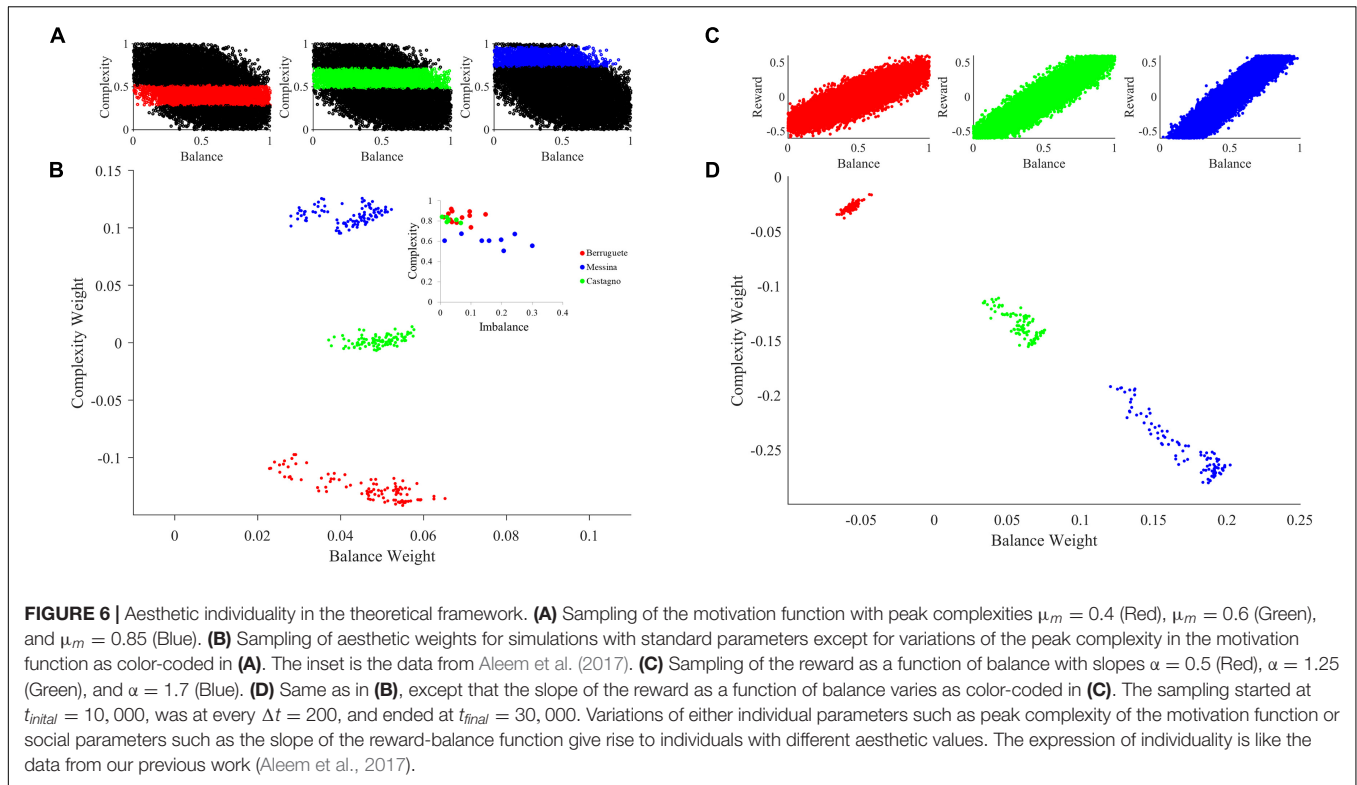 A
C
Complexity
1
0.5
0
0
0.5
1
Balance
Complexity
1
0.5
0
0
0.5
1
Balance
Complexity
1
0.5
0
0
0.5
1
Balance
Reward
0.5
0
-0.5
0
0.5
1
Balance
Reward
0.5
0
-0.5
0
0.5
1
Balance
Reward
0.5
0
-0.5
0
0.5
1
Balance
B
Complexity Weight
0.15
0.1
0.05
0
-0.05
-0.1
0
0.02
0.04
0.06
0.08
0.1
Balance Weight
Complexity
1
0.8
0.6
0.4
0.2
0
0
0.1
0.2
0.3
0.4
Imbalance
Berruguete
Messina
Castagno
D
Complexity Weight
0
-0.05
-0.1
-0.15
-0.2
-0.25
-0.05
0
0.05
0.1
0.15
0.2
0.25
Balance Weight
FIGURE 6 | Aesthetic individuality in the theoretical framework. (A) Sampling of the motivation function with peak complexities μm = 0.4 (Red), μm = 0.6 (Green),
and μm = 0.85 (Blue). (B) Sampling of aesthetic weights for simulations with standard parameters except for variations of the peak complexity in the motivation
function as color-coded in (A). The inset is the data from Aleem et al. (2017). (C) Sampling of the reward as a function of balance with slopes α = 0.5 (Red), α = 1.25
(Green), and α = 1.7 (Blue). (D) Same as in (B), except that the slope of the reward as a function of balance varies as color-coded in (C). The sampling started at
tinital = 10, 000, was at every Δt = 200, and ended at tfinal = 30, 000. Variations of either individual parameters such as peak complexity of the motivation function or
social parameters such as the slope of the reward-balance function give rise to individuals with different aesthetic values. The expression of individuality is like the
data from our previous work (Aleem et al., 2017).